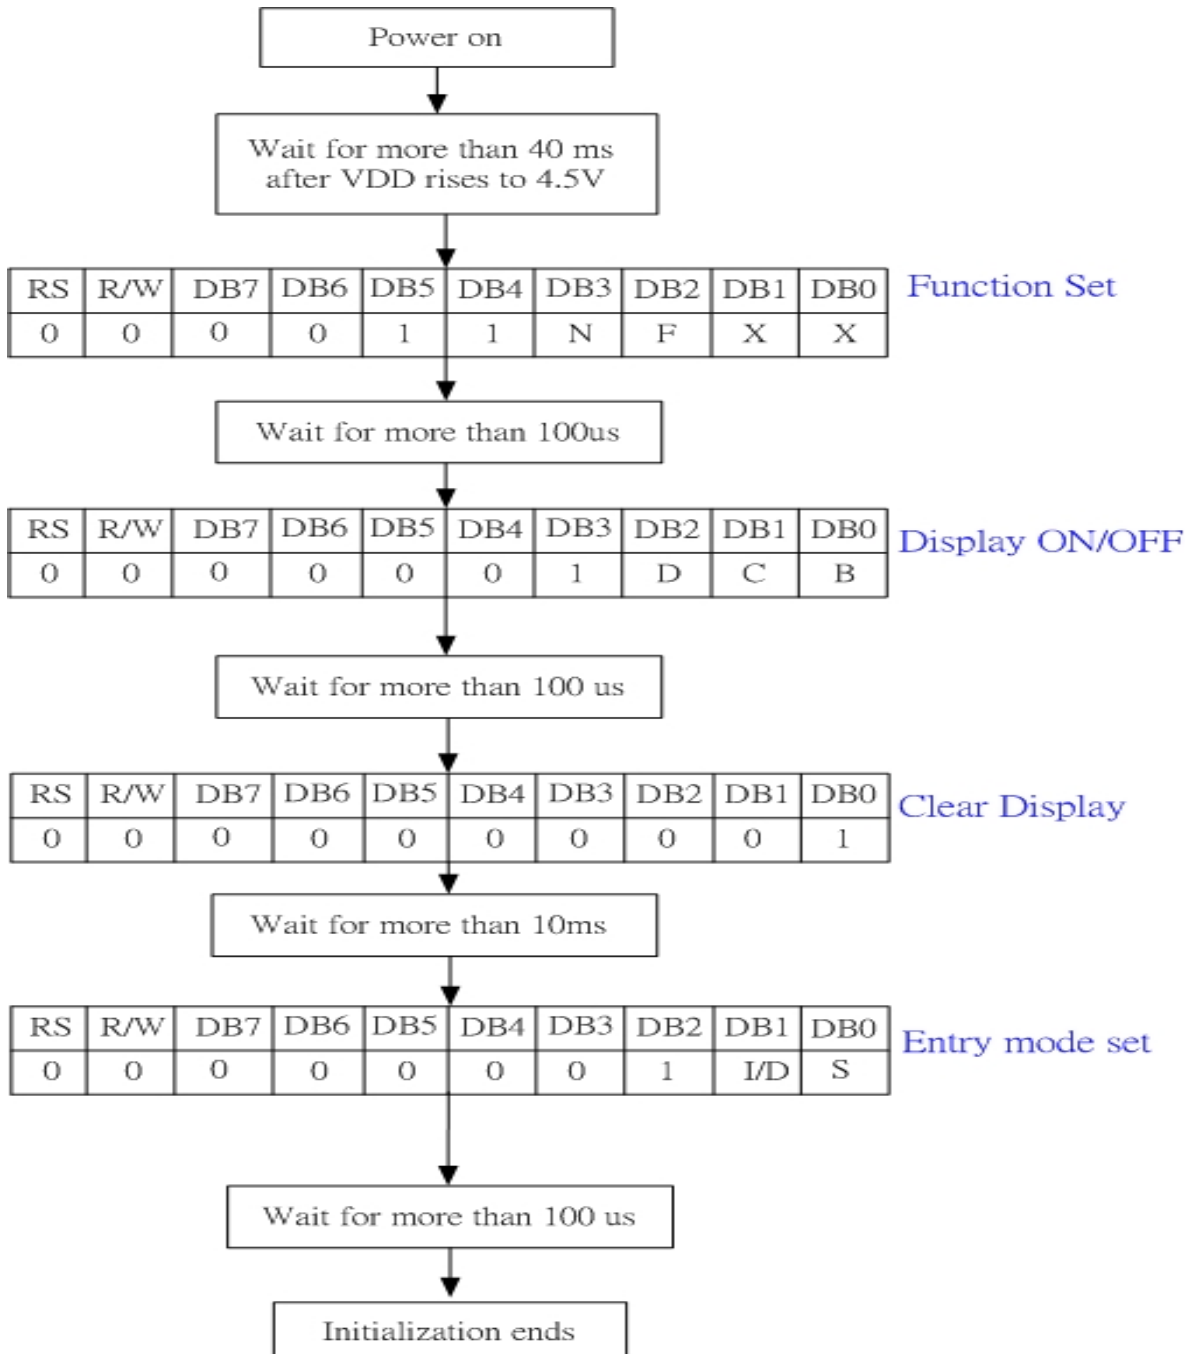 Power on
Wait for more than 40 ms
after VDD rises to 4.5V
RS R/W DB7 DB6 DB5 DB4 DB3 DB2 DB1 DB0 Function Set
0 0 0 0 1 1 N F X X
Wait for more than 100us
RS R/W DB7 DB6 DB5 DB4 DB3 DB2 DB1 DB0 Display ON/OFF
0 0 0 0 0 0 1 D C B
Wait for more than 100 us
RS R/W DB7 DB6 DB5 DB4 DB3 DB2 DB1 DB0 Clear Display
0 0 0 0 0 0 0 0 0 1
Wait for more than 10ms
RS R/W DB7 DB6 DB5 DB4 DB3 DB2 DB1 DB0 Entry mode set
0 0 0 0 0 0 0 1 I/D S
Wait for more than 100 us
Initialization ends